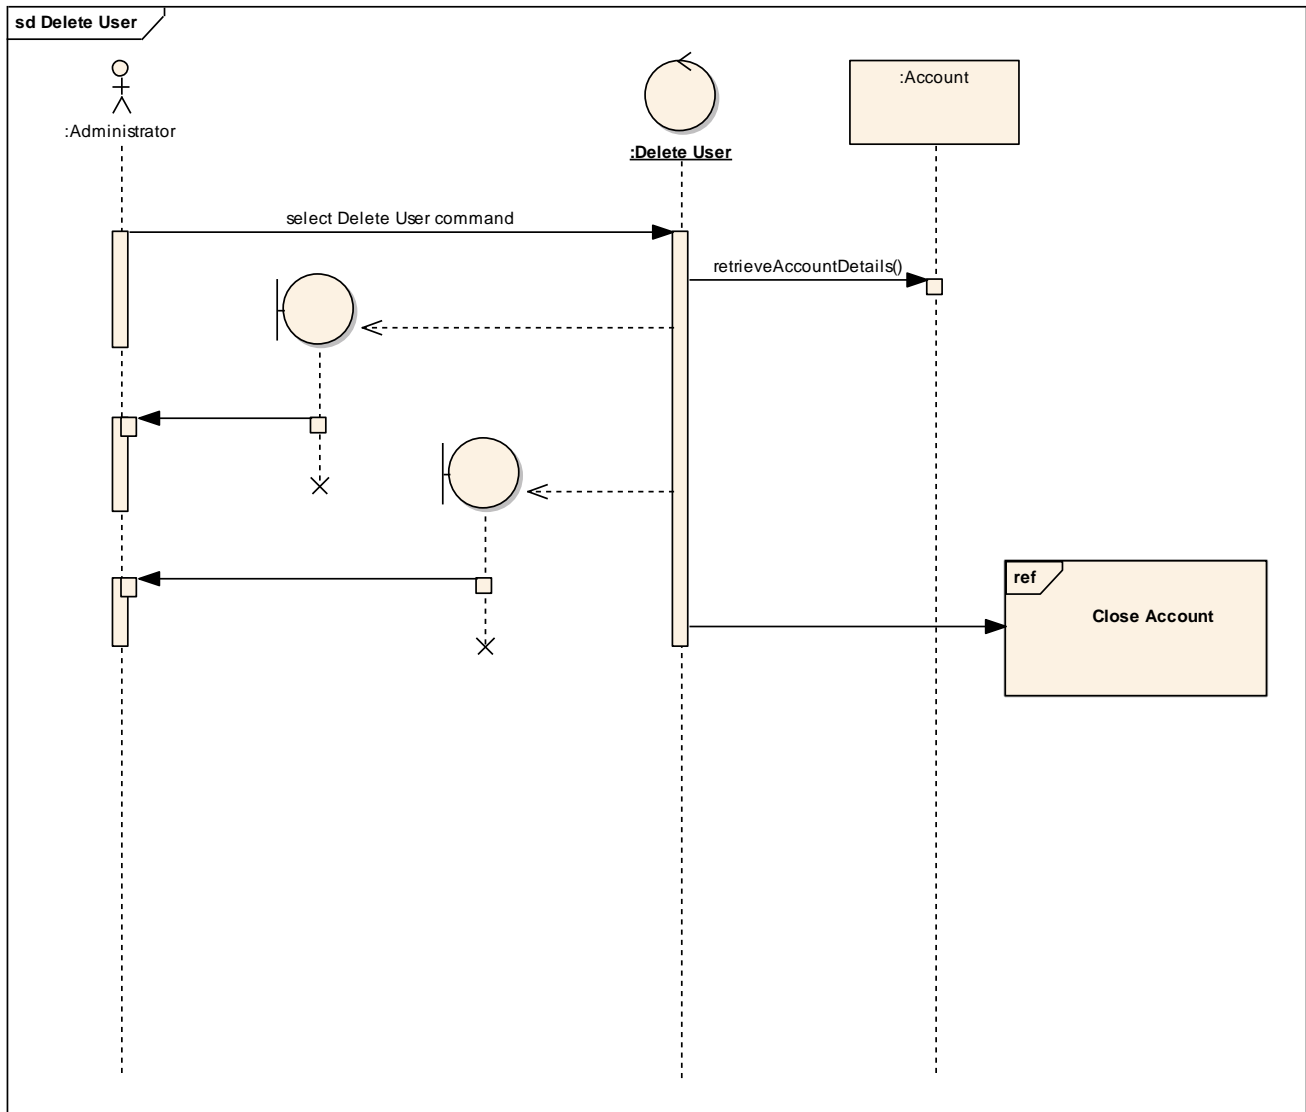 sd Delete User
:Administrator
:Delete User
:Account
select Delete User command
retrieveAccountDetails()
ref
Close Account